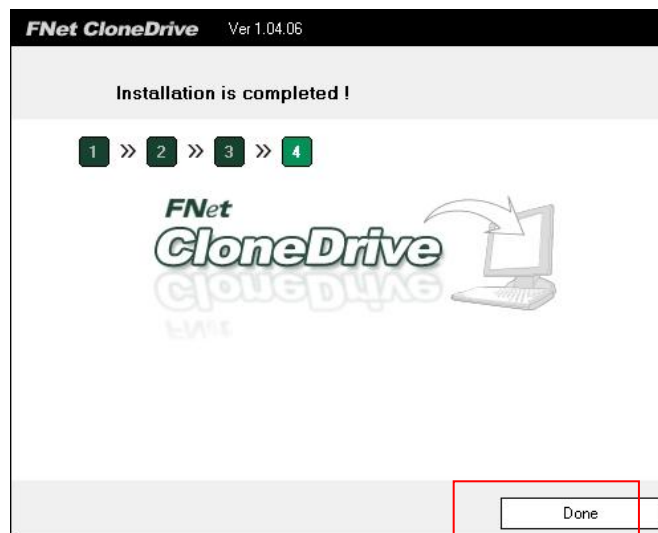 FNet CloneDrive Ver 1.04.06
Installation is completed !
1 » 2 » 3 » 4
FNet
CloneDrive
Done